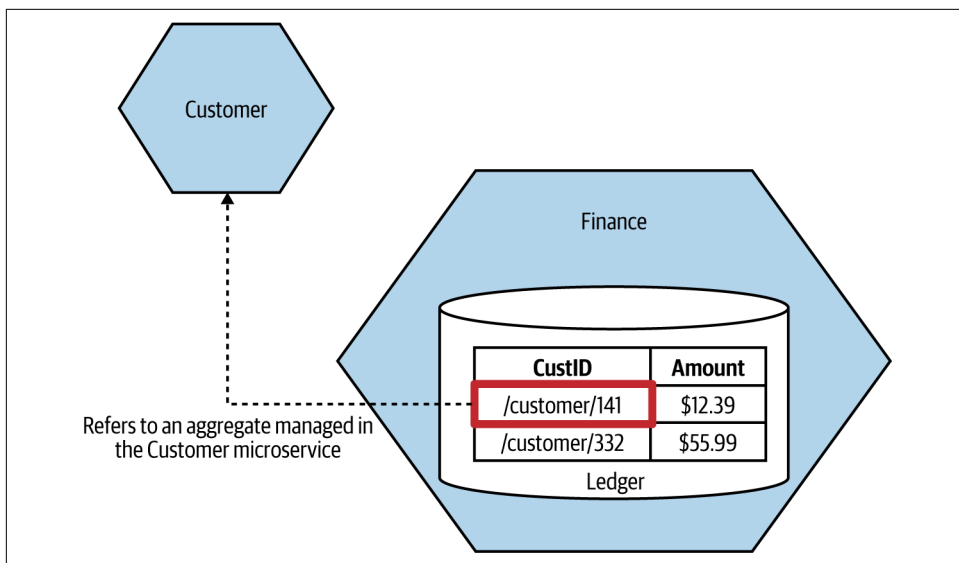 Customer
Finance
CustID Amount
/customer/141 $12.39
/customer/332 $55.99
Ledger
Refers to an aggregate managed in
the Customer microservice